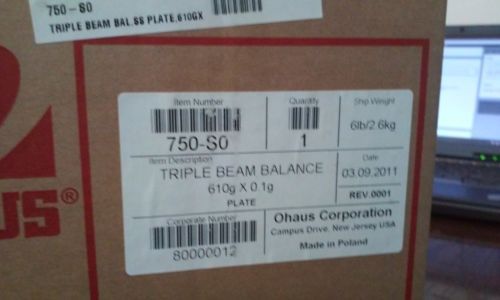 750-S0
TRIPLE BEAM BAL.SS PLATE,610GX
US®
Item Number
750-S0
Quantity
1
Ship Weight
6lb/2.6kg
Item Description
TRIPLE BEAM BALANCE
610g X 0.1g
PLATE
Date
03.09.2011
REV.0001
Corporate Number
80000012
Ohaus Corporation
Campus Drive, New Jersey USA
Made in Poland